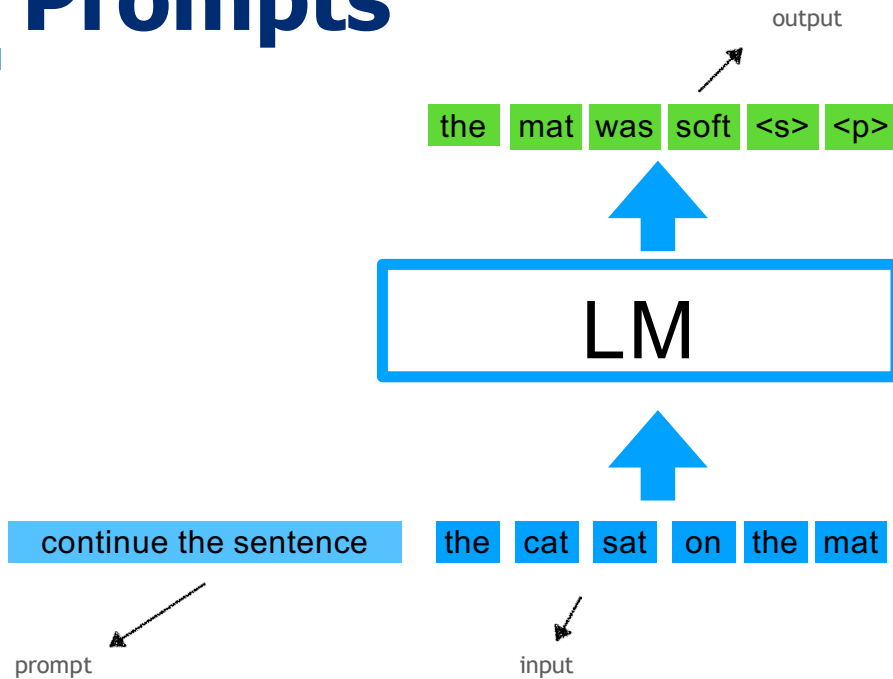 Prompts
output
the mat was soft <s> <p>
LM
continue the sentence the cat sat on the mat
prompt input